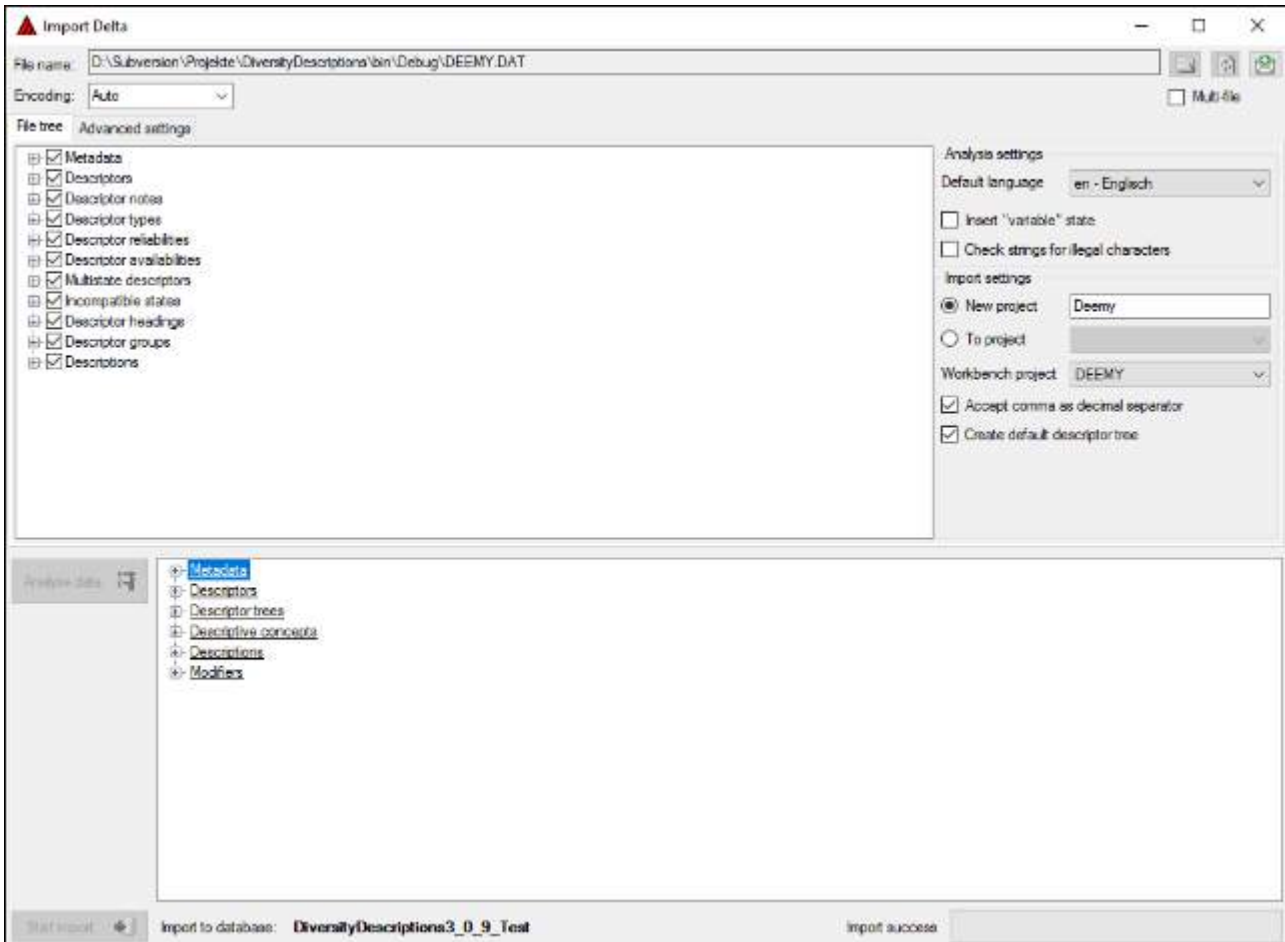 Import Delta
File name: D:\Subversion\Projekte\DiversityDescriptions\bin\Debug\DEEMY.DAT
Encoding: Auto
Multi-file
File tree Advanced settings
Metadata
Descriptors
Descriptor notes
Descriptor types
Descriptor reliabilities
Descriptor availabilities
Multistate descriptors
Incompatible states
Descriptor headings
Descriptor groups
Descriptions
Analysis settings
Default language en - Englisch
Insert "variable" state
Check strings for illegal characters
Import settings
New project Deemy
To project
Workbench project DEEMY
Accept comma as decimal separator
Create default descriptor tree
Analyse data
Metadata
Descriptors
Descriptor trees
Descriptive concepts
Descriptions
Modifiers
Start import Import to database: DiversityDescriptions3_0_9_Test Import success